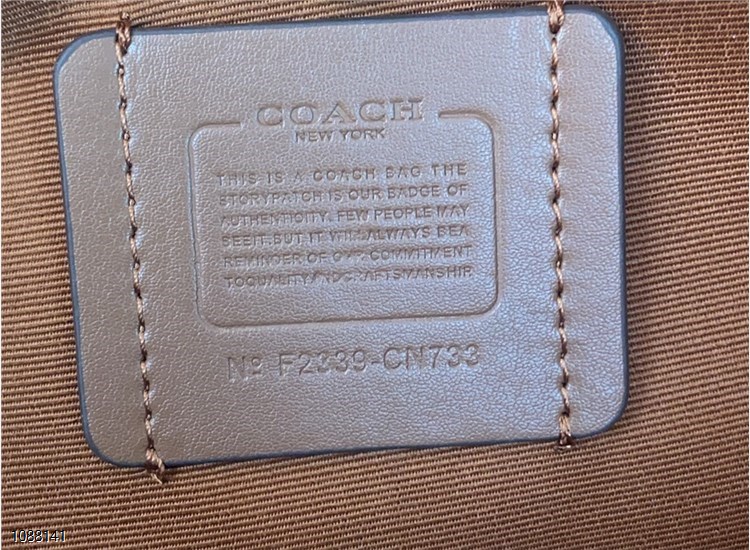 COACH
NEW YORK
THIS IS A COACH BAG THE
STORYPATCH IS OUR BADGE OF
AUTHENTICITY. FEW PEOPLE MAY
SEE IT. BUT IT WILL ALWAYS BE A
REMINDER OF OUR COMMITMENT
TO QUALITY AND CRAFTSMANSHIP
Nº F2339-CN733
1088141